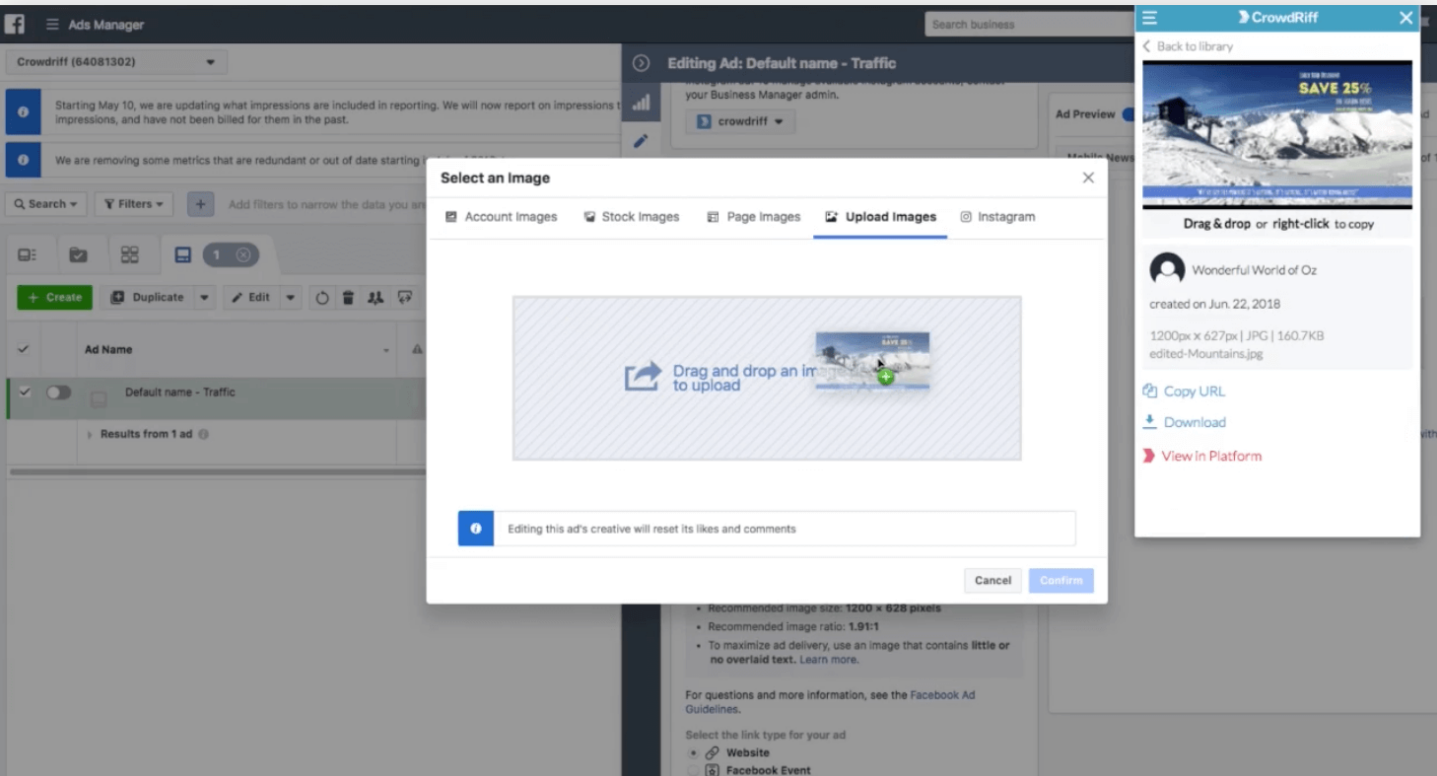 Ads Manager
Search business
Crowdriff (64081302)
Starting May 10, we are updating what impressions are included in reporting. We will now report on impressions t
impressions, and have not been billed for them in the past.
We are removing some metrics that are redundant or out of date starting
Search
Filters
Add filters to narrow the data you are
1
Create
Duplicate
Edit
Ad Name
Default name - Traffic
Results from 1 ad
Editing Ad: Default name - Traffic
your Business Manager admin.
crowdriff
Ad Preview
Mobile News
of 1
Select an Image
Account Images
Stock Images
Page Images
Upload Images
Instagram
Drag and drop an im
to upload
SAVE 25%
Editing this ad's creative will reset its likes and comments
Cancel
Confirm
Recommended image size: 1200 × 628 pixels
Recommended image ratio: 1.91:1
To maximize ad delivery, use an image that contains little or
no overlaid text. Learn more.
For questions and more information, see the Facebook Ad
Guidelines.
Select the link type for your ad
Website
Facebook Event
CrowdRiff
Back to library
SAVE 25%
Drag & drop or right-click to copy
Wonderful World of Oz
created on Jun. 22, 2018
1200px x 627px | JPG | 160.7KB
edited-Mountains.jpg
Copy URL
Download
View in Platform
with